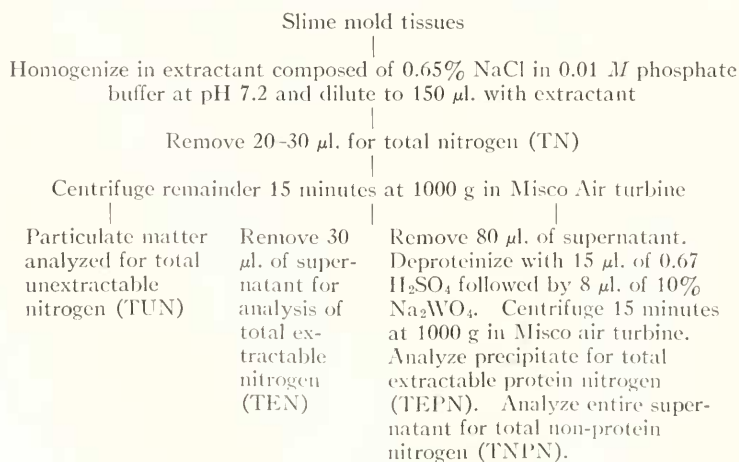 Slime mold tissues
Homogenize in extractant composed of 0.65% NaCl in 0.01 M phosphate
buffer at pH 7.2 and dilute to 150 µl. with extractant
Remove 20-30 µl. for total nitrogen (TN)
Centrifuge remainder 15 minutes at 1000 g in Misco Air turbine
Particulate matter
analyzed for total
unextractable
nitrogen (TUN)
Remove 30
µl. of super-
natant for
analysis of
total ex-
tractable
nitrogen
(TEN)
Remove 80 µl. of supernatant.
Deproteinize with 15 µl. of 0.67
H₂SO₄ followed by 8 µl. of 10%
Na₂WO₄. Centrifuge 15 minutes
at 1000 g in Misco air turbine.
Analyze precipitate for total
extractable protein nitrogen
(TEPN). Analyze entire super-
natant for total non-protein
nitrogen (TNPN).